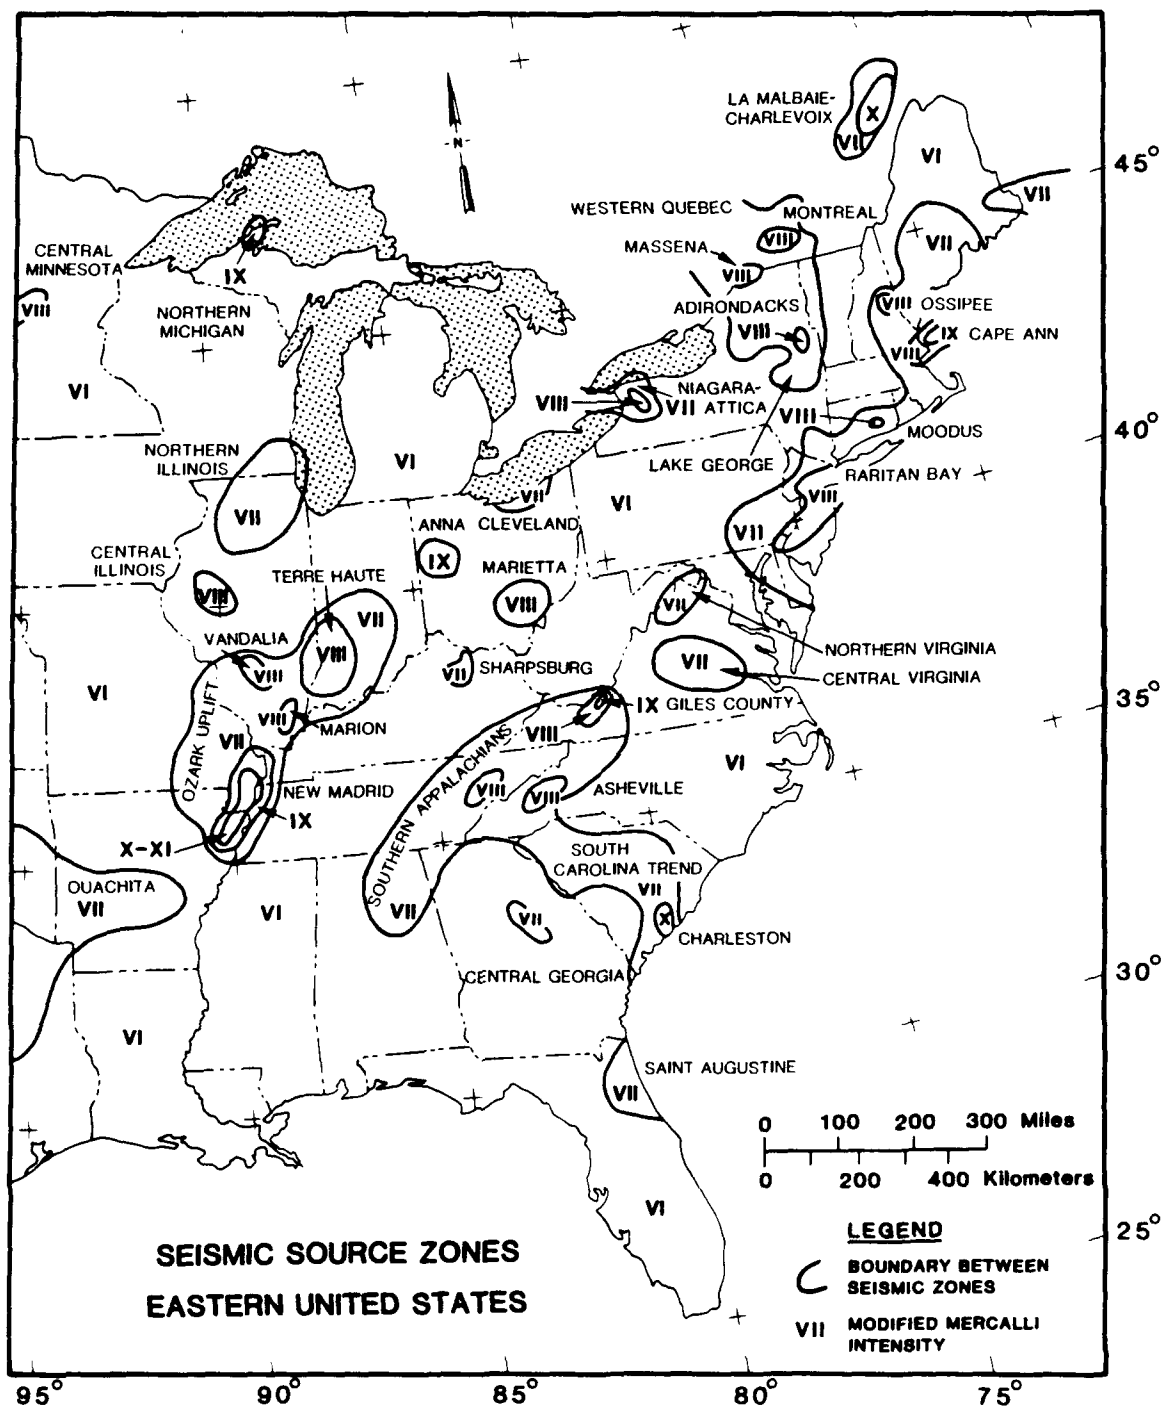 LA MALBAIE-
CHARLEVOIX
X
VII
VI
45°
WESTERN QUEBEC
MONTREAL
VII
N
MASSENA
VIII
VII
CENTRAL
MINNESOTA
IX
VIII
ADIRONDACKS
VIII
OSSIPEE
VIII
NORTHERN
MICHIGAN
VIII
IX
CAPE ANN
VIII
VI
NIAGARA-
ATTICA
VIII
VII
VIII
MOODUS
40°
NORTHERN
ILLINOIS
VI
LAKE GEORGE
RARITAN BAY
VII
VII
VI
VIII
ANNA
CLEVELAND
VII
CENTRAL
ILLINOIS
IX
TERRE HAUTE
MARIETTA
VIII
VIII
VII
VII
VANDALIA
VIII
VIII
VII
SHARPSBURG
VII
NORTHERN VIRGINIA
CENTRAL VIRGINIA
VI
OZARK UPLIFT
VIII
MARION
IX
GILES COUNTY
35°
VII
VIII
SOUTHERN APPALACHIANS
VI
NEW MADRID
VIII
VIII
ASHEVILLE
IX
X-XI
SOUTH
CAROLINA TREND
OUACHITA
VII
VI
VII
VII
VII
X
CHARLESTON
CENTRAL GEORGIA
30°
VI
SAINT AUGUSTINE
VII
0 100 200 300 Miles
0 200 400 Kilometers
VI
25°
SEISMIC SOURCE ZONES
EASTERN UNITED STATES
LEGEND
BOUNDARY BETWEEN
SEISMIC ZONES
VII
MODIFIED MERCALLI
INTENSITY
95° 90° 85° 80° 75°